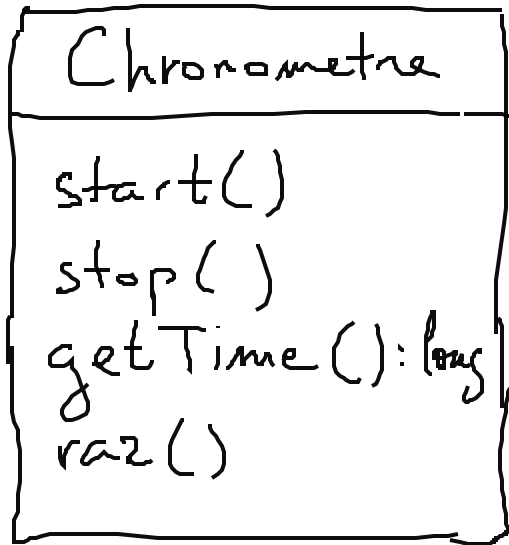 Chronometre
start()
stop()
getTime():long
raz()